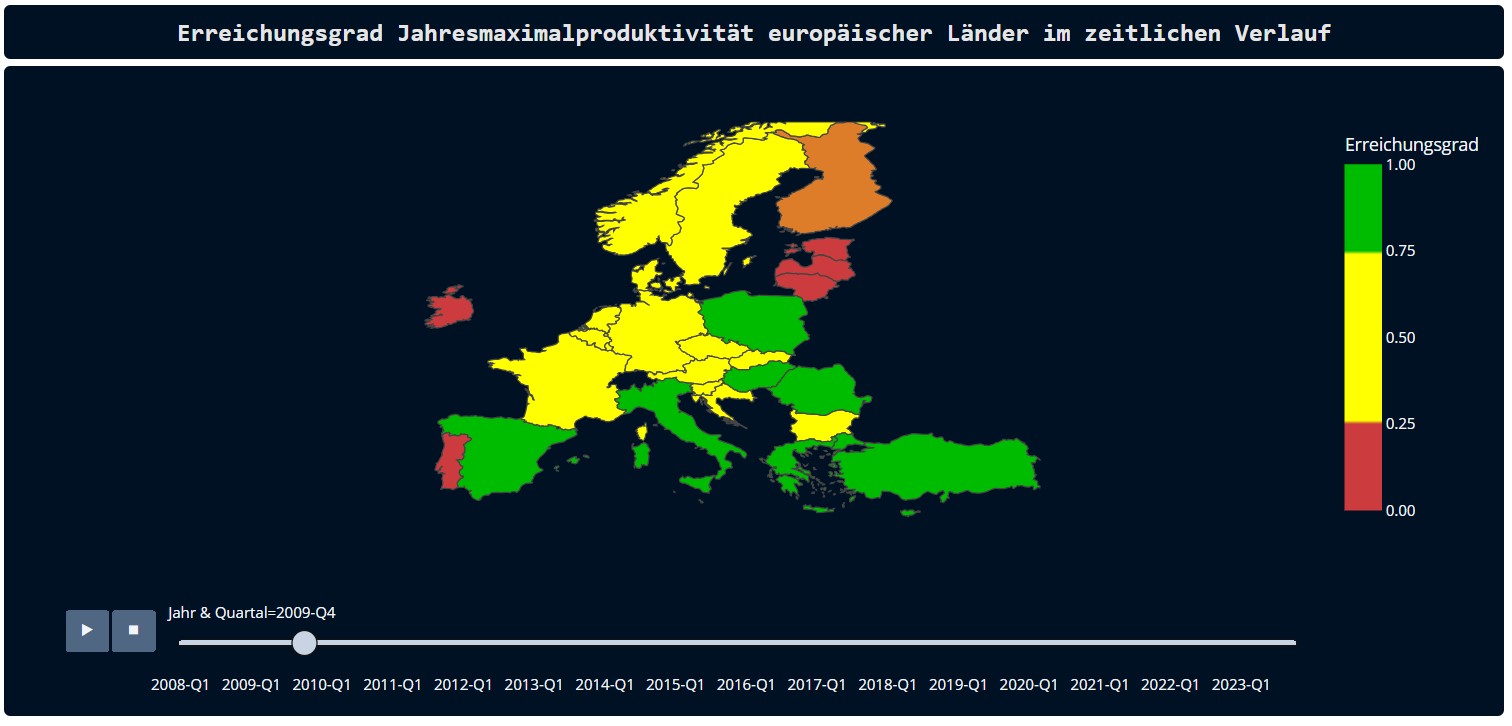 Erreichungsgrad Jahresmaximalproduktivität europäischer Länder im zeitlichen Verlauf
Erreichungsgrad
1.00
0.75
0.50
0.25
0.00
Jahr & Quartal=2009-Q4
2008-Q1 2009-Q1 2010-Q1 2011-Q1 2012-Q1 2013-Q1 2014-Q1 2015-Q1 2016-Q1 2017-Q1 2018-Q1 2019-Q1 2020-Q1 2021-Q1 2022-Q1 2023-Q1